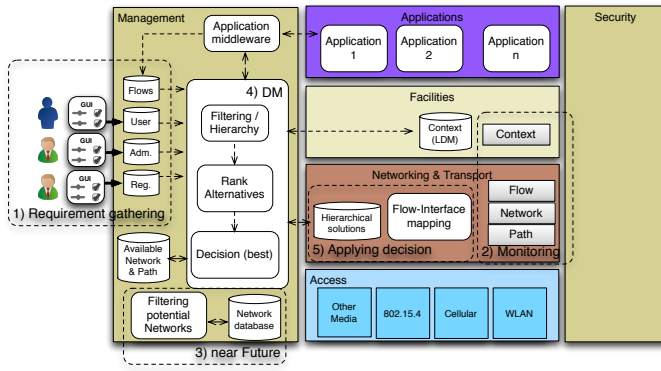 Management
Application
middleware
Applications
Application
1
Application
2
Application
n
Security
GUI
GUI
GUI
Flows
User
Adm.
Reg.
1) Requirement gathering
4) DM
Filtering /
Hierarchy
Rank
Alternatives
Decision (best)
Available
Network
& Path
Filtering
potential
Networks
Network
database
3) near Future
Facilities
Context
(LDM)
Context
Networking & Transport
Hierarchical
solutions
Flow-Interface
mapping
5) Applying decision
Flow
Network
Path
2) Monitoring
Access
Other
Media
802.15.4
Cellular
WLAN